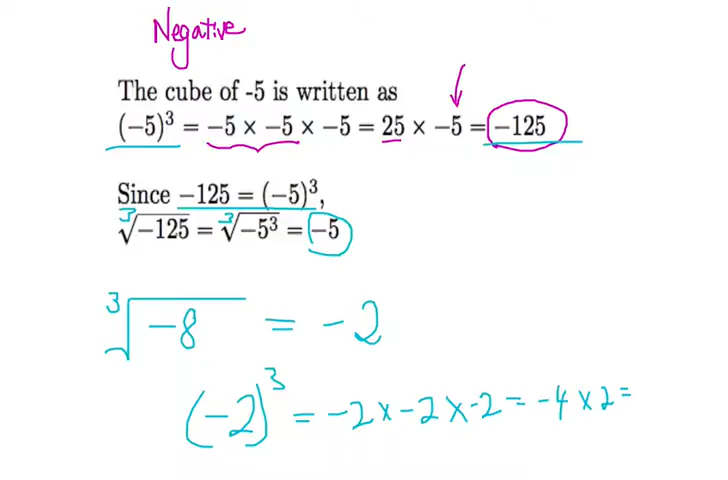 Negative
The cube of -5 is written as
(−5)³ = −5 × −5 × −5 = 25 × −5 = −125
Since −125 = (−5)³,
∛−125 = ∛−5³ = −5
∛−8 = −2
(−2)³ = −2 × −2 × -2 = −4 × 2 =